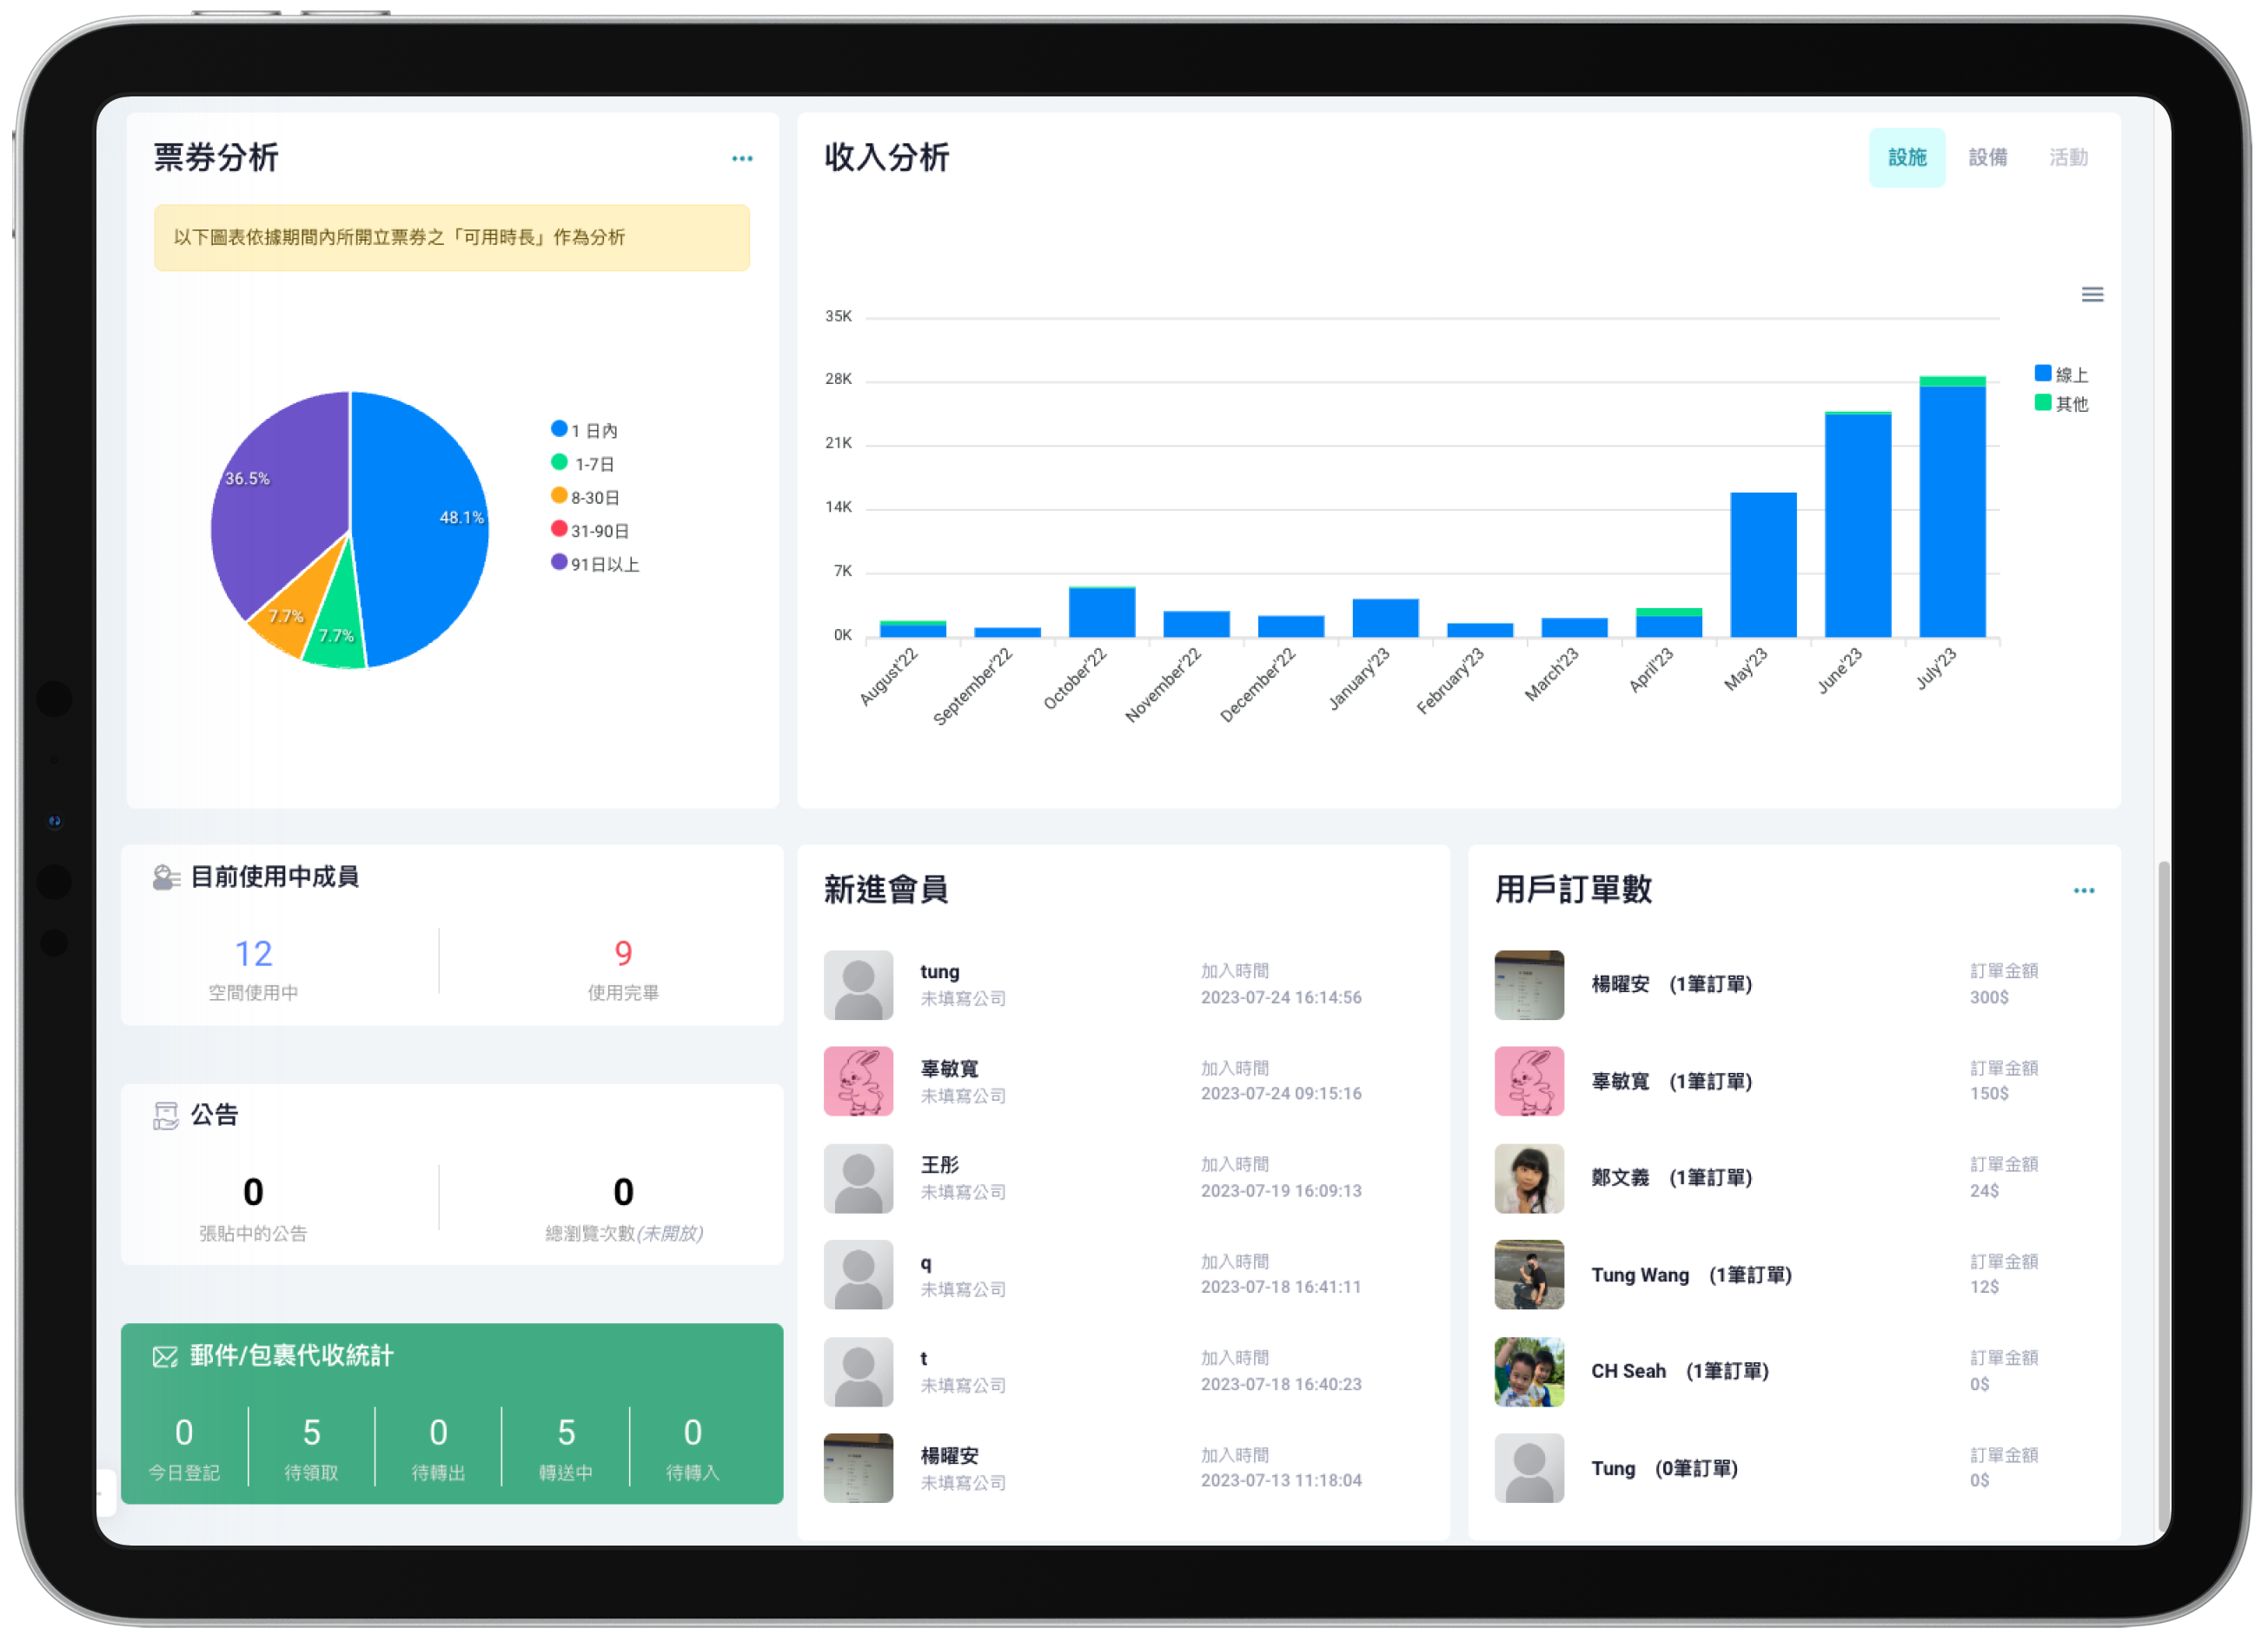 票券分析
以下圖表依據期間內所開立票券之「可用時長」作為分析
36.5%
48.1%
7.7%
7.7%
1 日內
1-7日
8-30日
31-90日
91日以上
收入分析
設施 設備 活動
35K
28K
21K
14K
7K
0K
August'22
September'22
October'22
November'22
December'22
January'23
February'23
March'23
April'23
May'23
June'23
July'23
線上
其他
目前使用中成員
12 9
空間使用中 使用完畢
公告
0 0
張貼中的公告 總瀏覽次數(未開放)
郵件/包裹代收統計
0 5 0 5 0
今日登記 待領取 待轉出 轉送中 待轉入
新進會員
tung 加入時間
未填寫公司 2023-07-24 16:14:56
辜敏寬 加入時間
未填寫公司 2023-07-24 09:15:16
王彤 加入時間
未填寫公司 2023-07-19 16:09:13
q 加入時間
未填寫公司 2023-07-18 16:41:11
t 加入時間
未填寫公司 2023-07-18 16:40:23
楊曜安 加入時間
未填寫公司 2023-07-13 11:18:04
用戶訂單數
楊曜安 (1筆訂單) 訂單金額
300$
辜敏寬 (1筆訂單) 訂單金額
150$
鄭文義 (1筆訂單) 訂單金額
24$
Tung Wang (1筆訂單) 訂單金額
12$
CH Seah (1筆訂單) 訂單金額
0$
Tung (0筆訂單) 訂單金額
0$